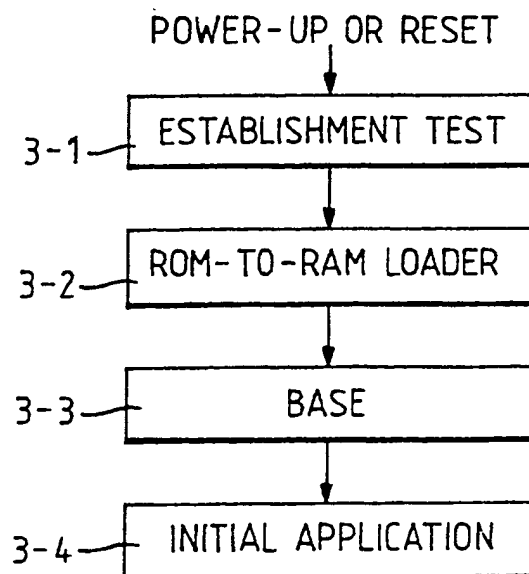 POWER-UP OR RESET
3-1 ESTABLISHMENT TEST
3-2 ROM-TO-RAM LOADER
3-3 BASE
3-4 INITIAL APPLICATION